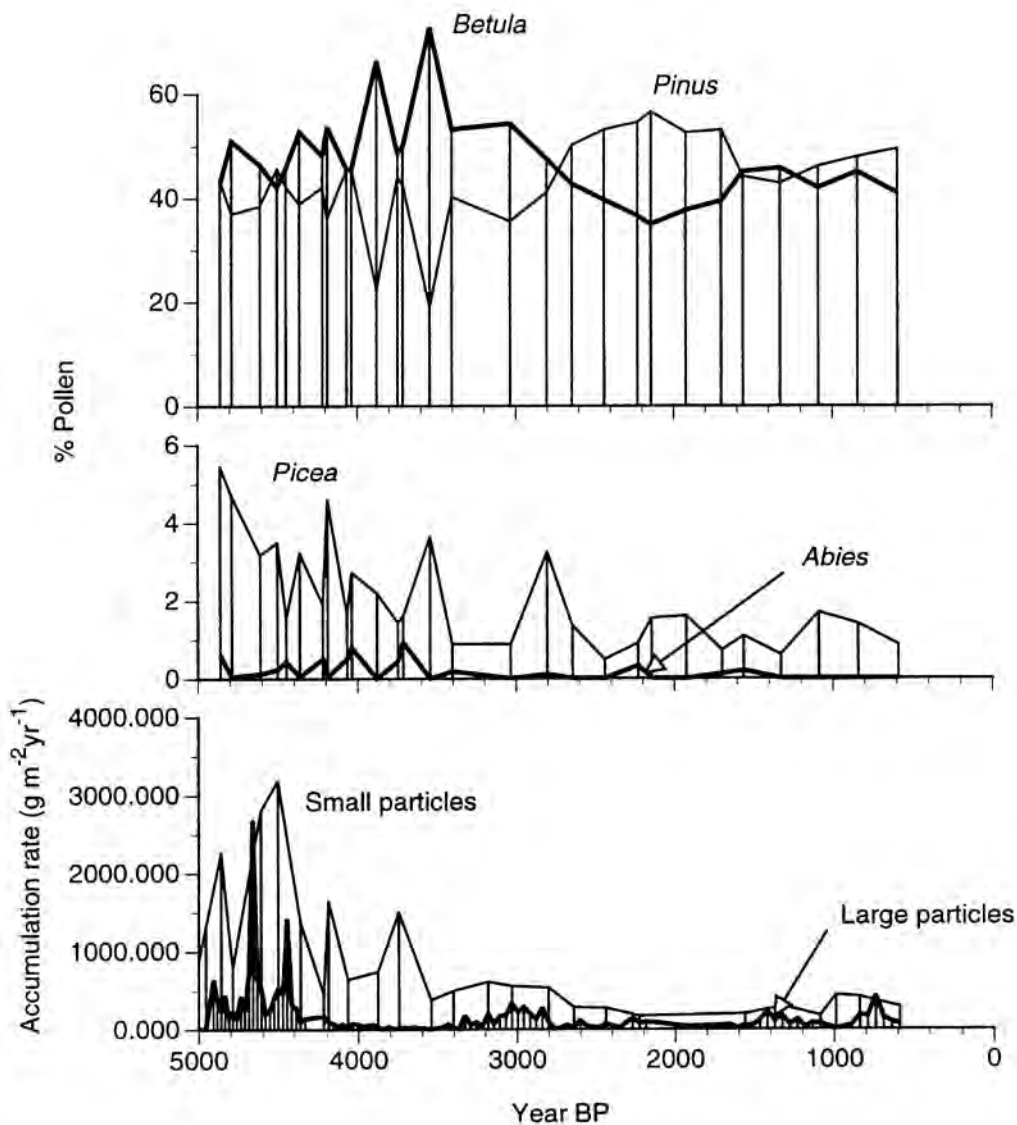 Betula
Pinus
60
40
20
0
% Pollen
6
4
2
0
Picea
Abies
Accumulation rate (g m⁻²yr⁻¹)
4000.000
3000.000
2000.000
1000.000
0.000
Small particles
Large particles
5000
4000
3000
2000
1000
0
Year BP